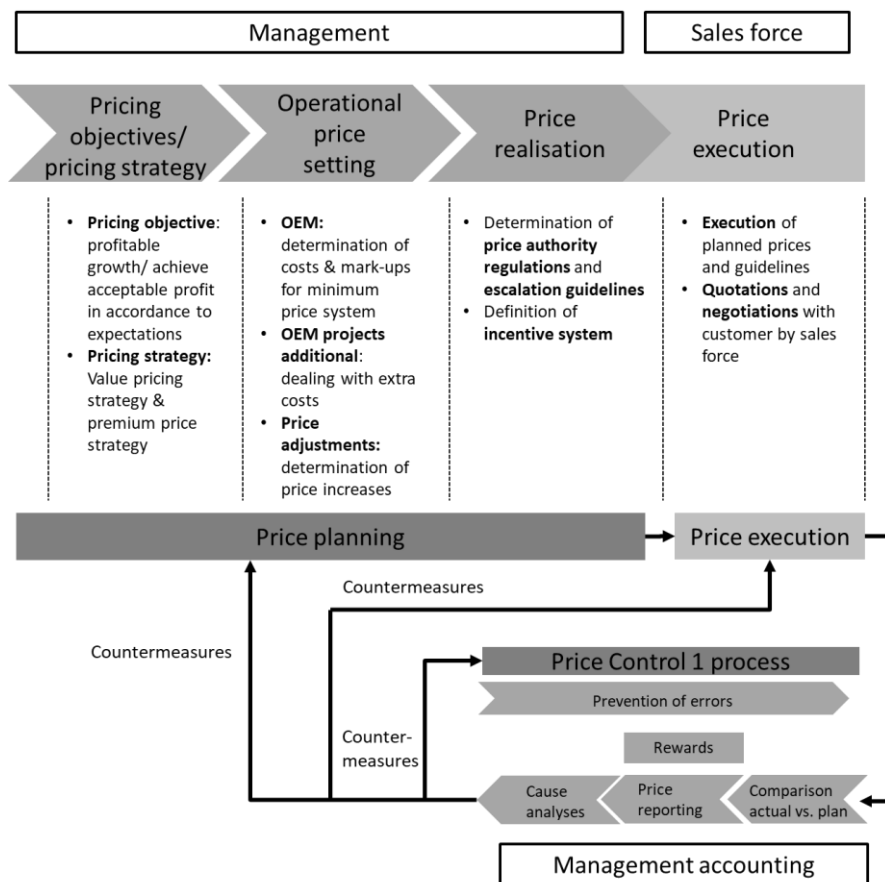 Management
Sales force
Pricing
objectives/
pricing strategy
Operational
price
setting
Price
realisation
Price
execution
• Pricing objective:
profitable
growth/ achieve
acceptable profit
in accordance to
expectations
• Pricing strategy:
Value pricing
strategy &
premium price
strategy
• OEM:
determination of
costs & mark-ups
for minimum
price system
• OEM projects
additional:
dealing with extra
costs
• Price
adjustments:
determination of
price increases
• Determination of
price authority
regulations and
escalation guidelines
• Definition of
incentive system
• Execution of
planned prices
and guidelines
• Quotations and
negotiations with
customer by sales
force
Price planning
Price execution
Countermeasures
Countermeasures
Price Control 1 process
Prevention of errors
Counter-
measures
Rewards
Cause
analyses
Price
reporting
Comparison
actual vs. plan
Management accounting